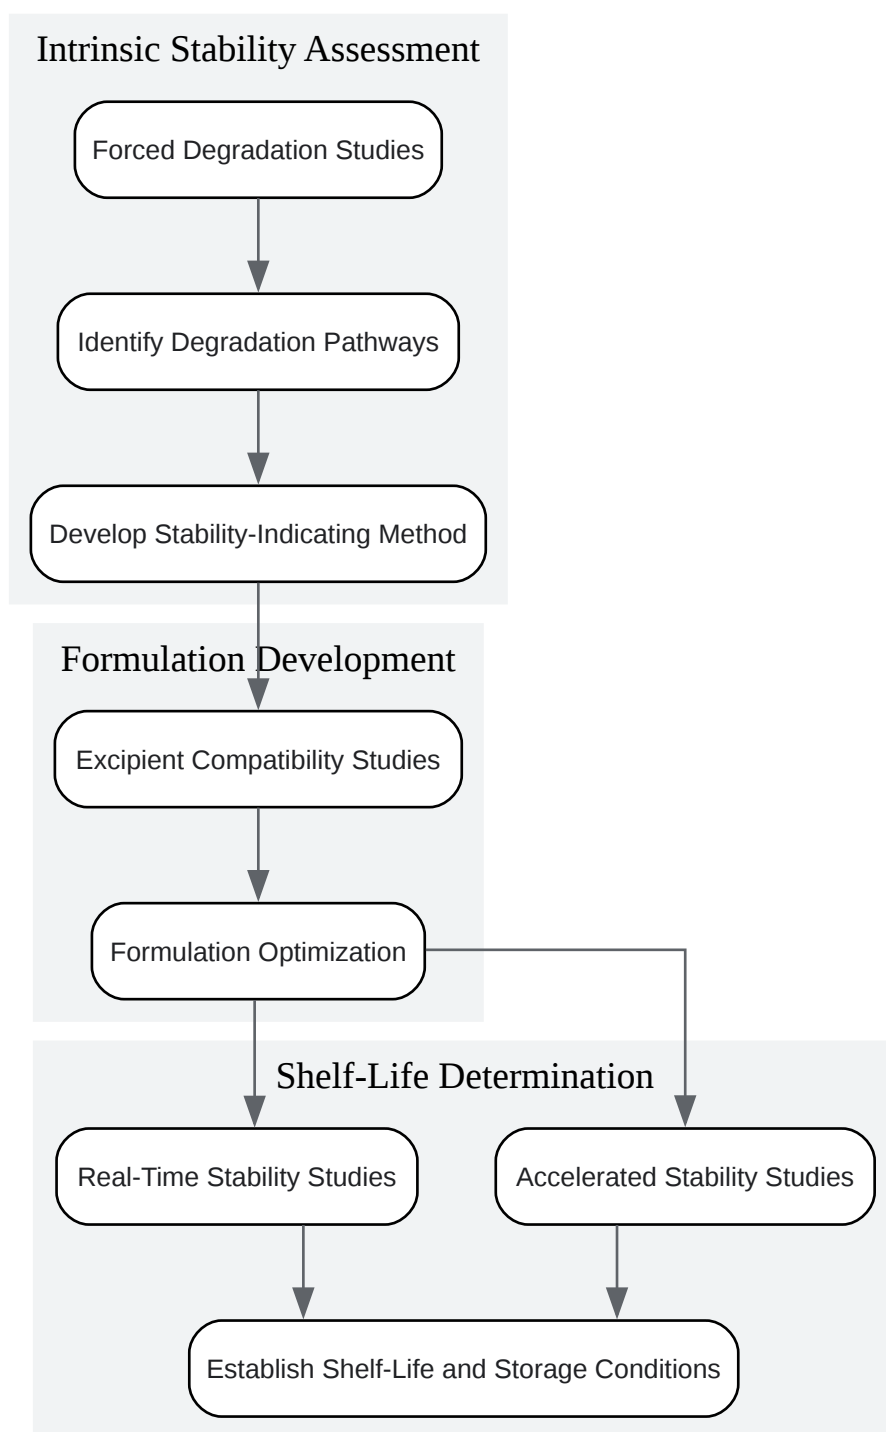 Intrinsic Stability Assessment
Forced Degradation Studies
Identify Degradation Pathways
Develop Stability-Indicating Method
Formulation Development
Excipient Compatibility Studies
Formulation Optimization
Shelf-Life Determination
Real-Time Stability Studies
Accelerated Stability Studies
Establish Shelf-Life and Storage Conditions